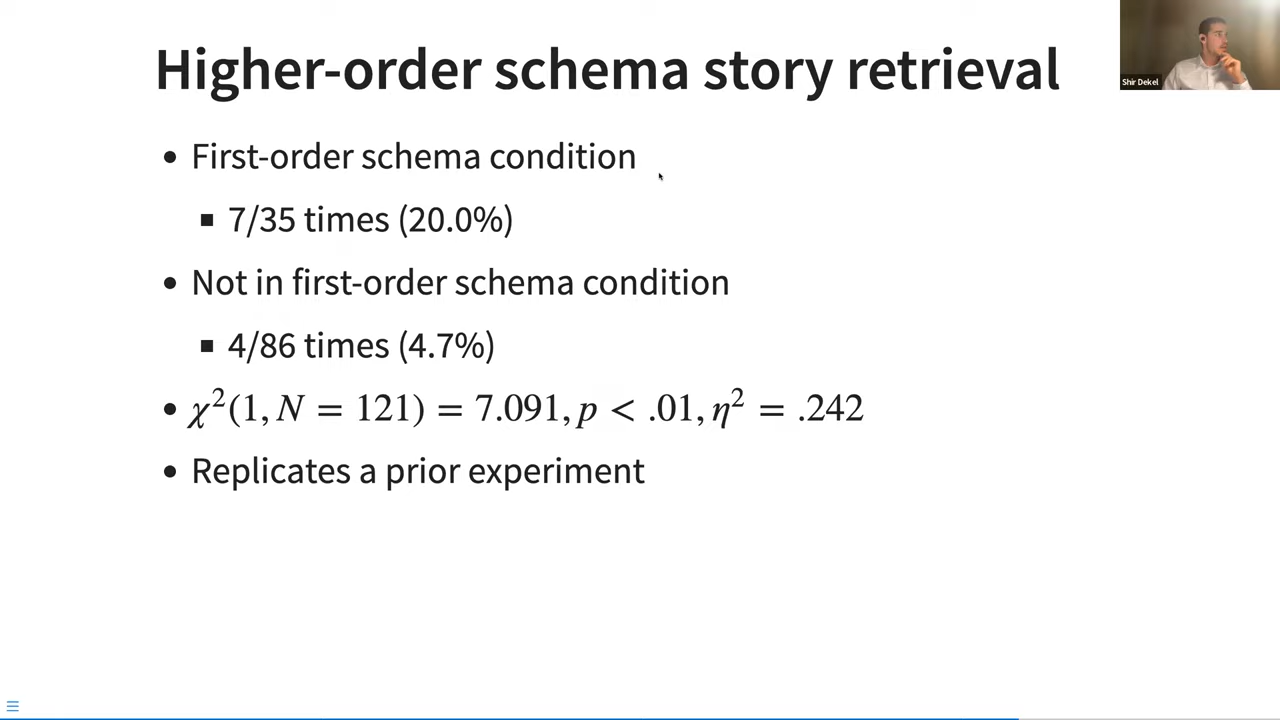 Higher-order schema story retrieval
Shir Dekel
• First-order schema condition
▪ 7/35 times (20.0%)
• Not in first-order schema condition
▪ 4/86 times (4.7%)
• χ²(1, N = 121) = 7.091, p < .01, η² = .242
• Replicates a prior experiment